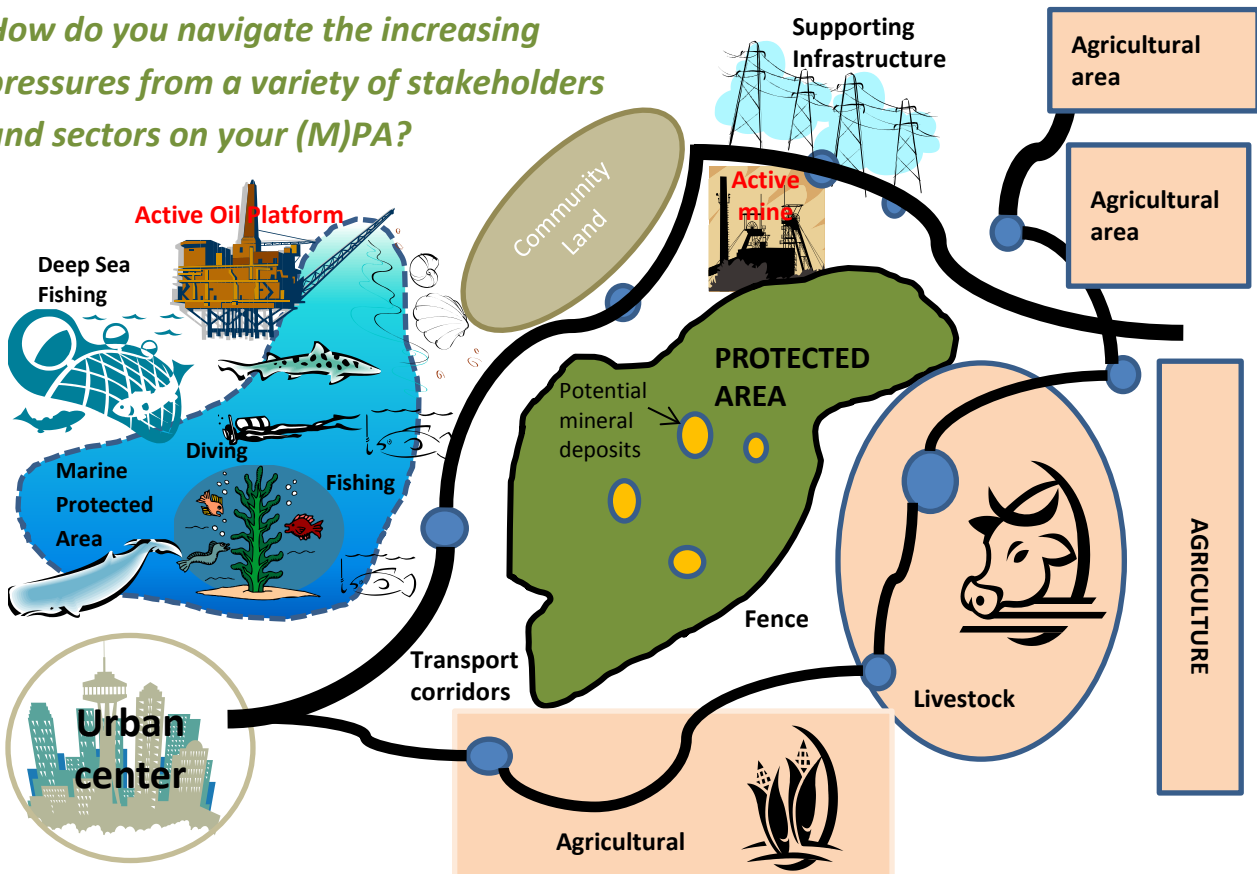 How do you navigate the increasing
pressures from a variety of stakeholders
and sectors on your (M)PA?
Supporting
Infrastructure
Agricultural
area
Agricultural
area
Community
Land
Active
mine
Active Oil Platform
Deep Sea
Fishing
PROTECTED
AREA
Potential
mineral
deposits
Diving
Fishing
Marine
Protected
Area
Fence
AGRICULTURE
Transport
corridors
Livestock
Urban
center
Agricultural